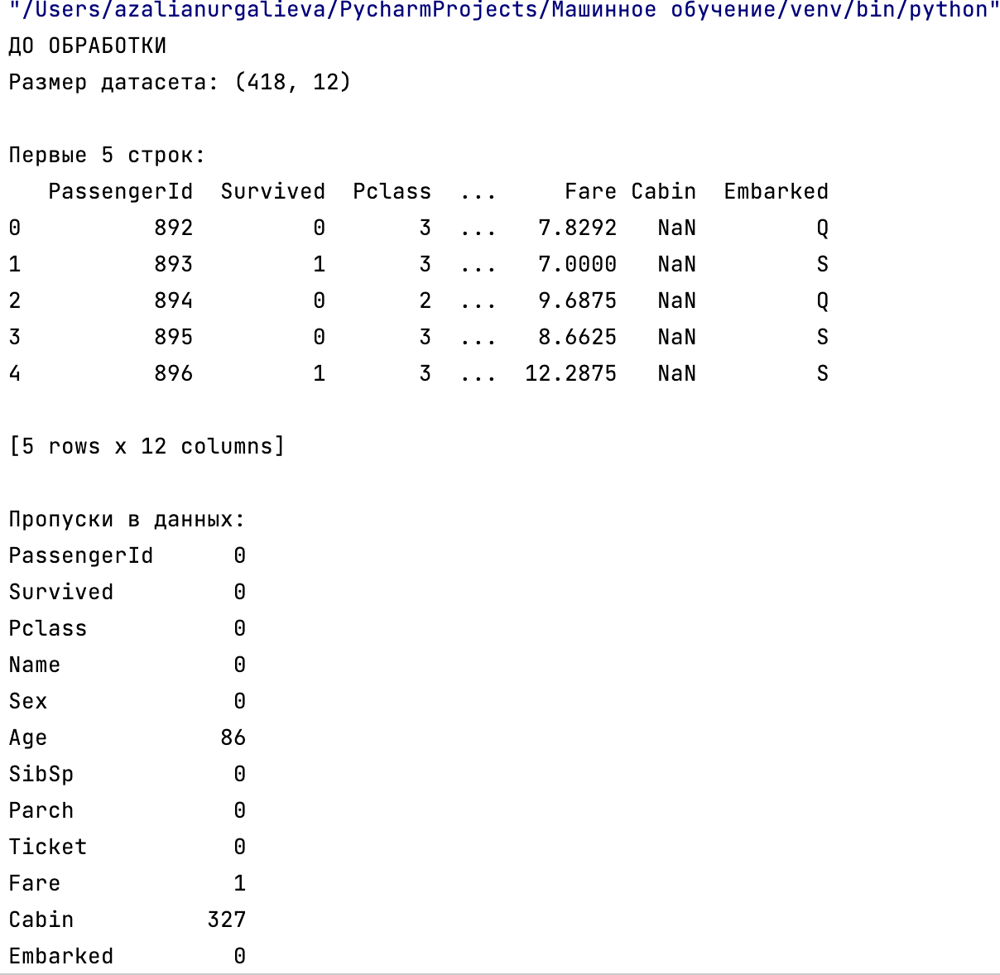 "/Users/azalianurgalieva/PycharmProjects/Машинное обучение/venv/bin/python"
ДО ОБРАБОТКИ
Размер датасета: (418, 12)
Первые 5 строк:
   PassengerId  Survived  Pclass  ...     Fare Cabin  Embarked
0          892         0       3  ...   7.8292   NaN         Q
1          893         1       3  ...   7.0000   NaN         S
2          894         0       2  ...   9.6875   NaN         Q
3          895         0       3  ...   8.6625   NaN         S
4          896         1       3  ...  12.2875   NaN         S
[5 rows x 12 columns]
Пропуски в данных:
PassengerId      0
Survived         0
Pclass           0
Name             0
Sex              0
Age             86
SibSp            0
Parch            0
Ticket           0
Fare             1
Cabin          327
Embarked         0